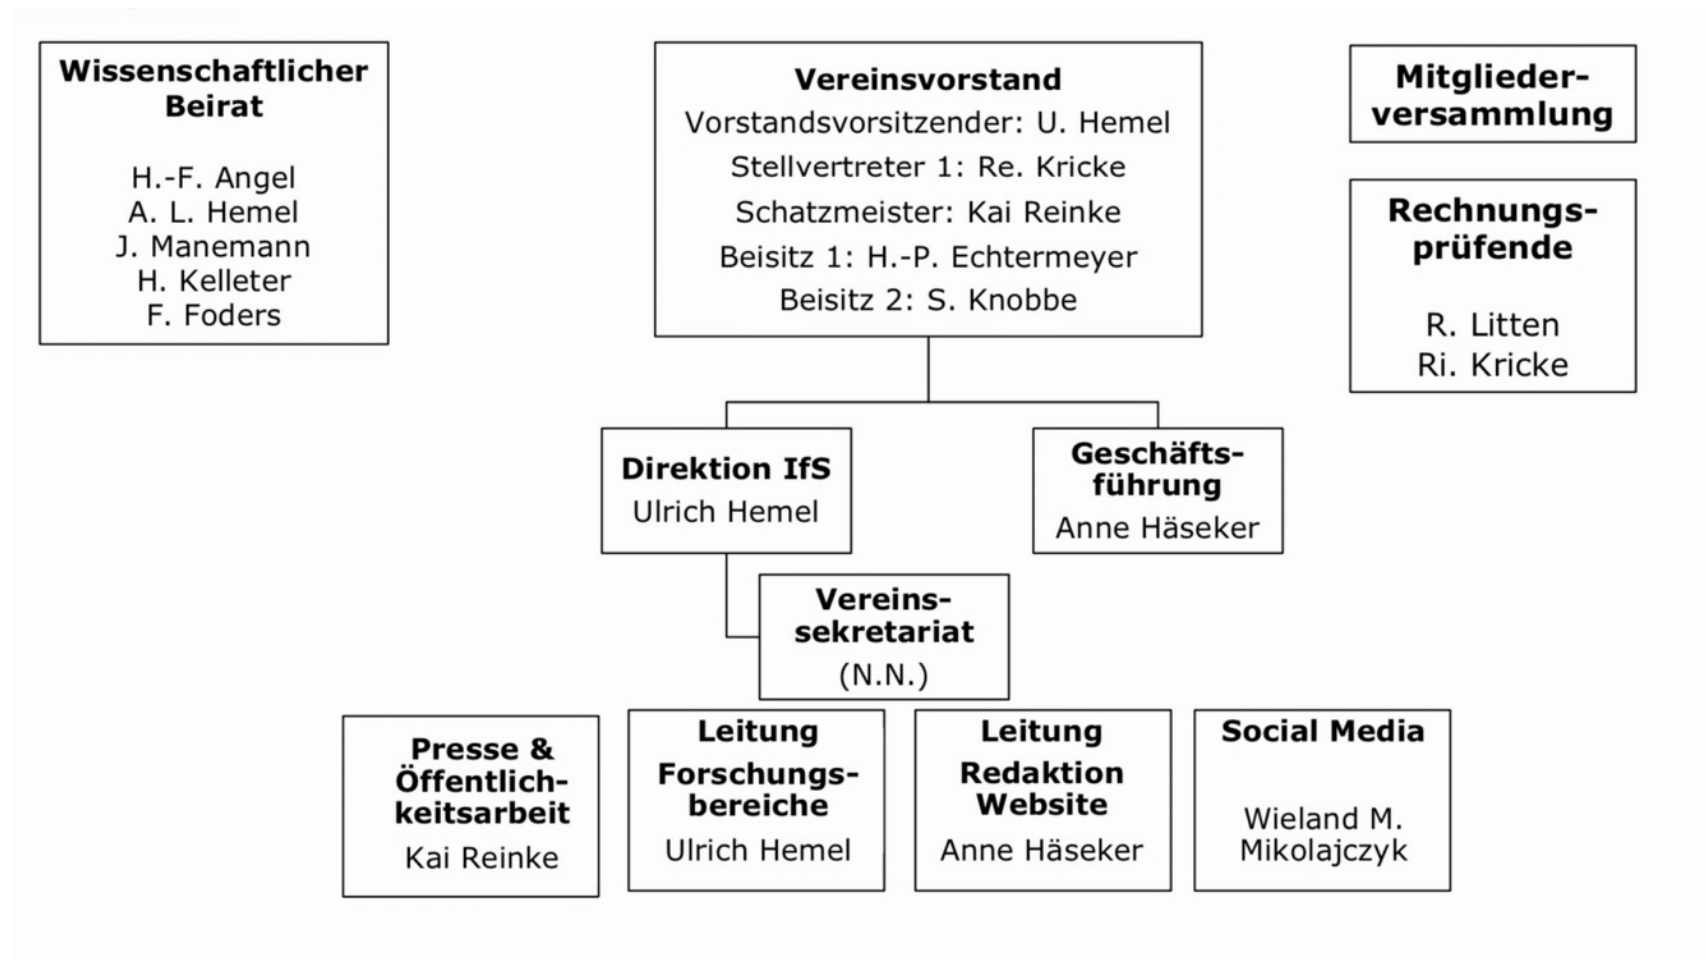 Wissenschaftlicher
Beirat
H.-F. Angel
A. L. Hemel
J. Manemann
H. Kelleter
F. Foders
Vereinsvorstand
Vorstandsvorsitzender: U. Hemel
Stellvertreter 1: Re. Kricke
Schatzmeister: Kai Reinke
Beisitz 1: H.-P. Echtermeyer
Beisitz 2: S. Knobbe
Mitglieder-
versammlung
Rechnungs-
prüfende
R. Litten
Ri. Kricke
Direktion IfS
Ulrich Hemel
Geschäfts-
führung
Anne Häseker
Vereins-
sekretariat
(N.N.)
Presse &
Öffentlich-
keitsarbeit
Kai Reinke
Leitung
Forschungs-
bereiche
Ulrich Hemel
Leitung
Redaktion
Website
Anne Häseker
Social Media
Wieland M.
Mikolajczyk